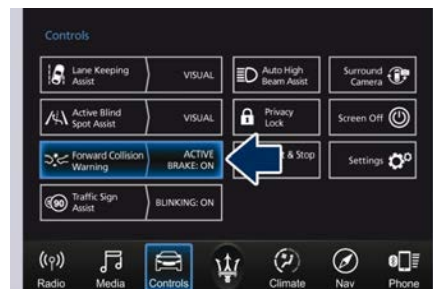 Controls
Lane Keeping
Assist
VISUAL
Auto High
Beam Assist
Surround
Camera
Active Blind
Spot Assist
VISUAL
Privacy
Lock
Screen Off
Forward Collision
Warning
ACTIVE
BRAKE: ON
& Stop
Settings
90
Traffic Sign
Assist
BLINKING: ON
Radio
Media
Controls
Climate
Nav
Phone